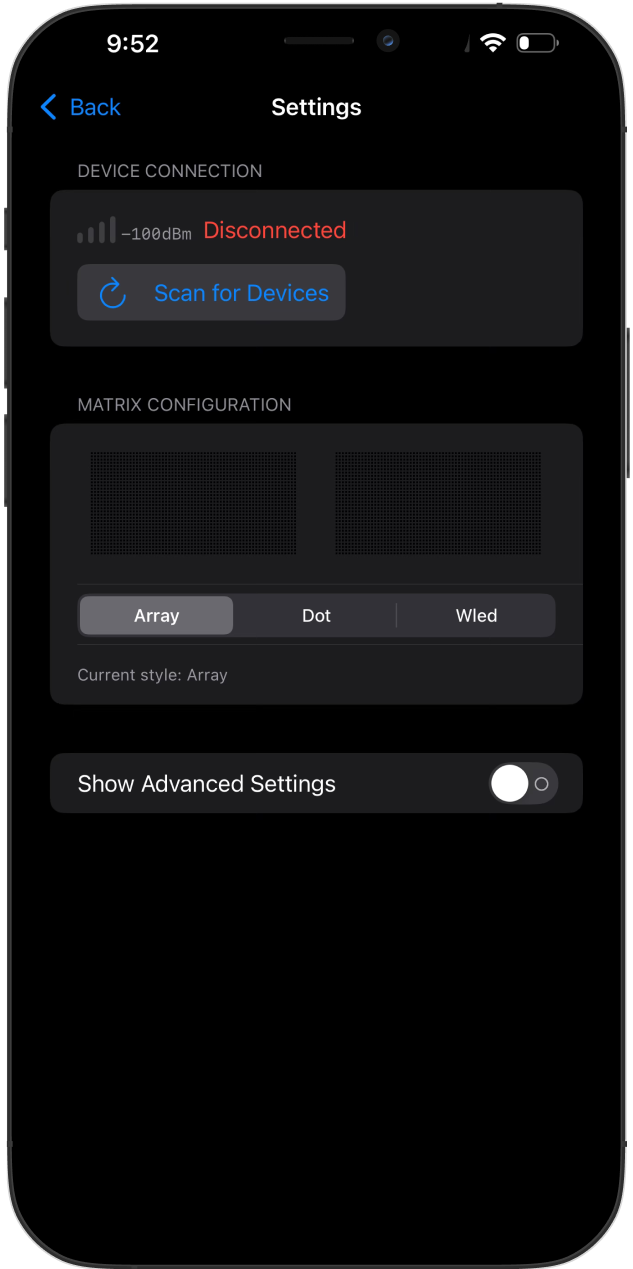 9:52
Back
Settings
DEVICE CONNECTION
-100dBm Disconnected
Scan for Devices
MATRIX CONFIGURATION
Array Dot Wled
Current style: Array
Show Advanced Settings